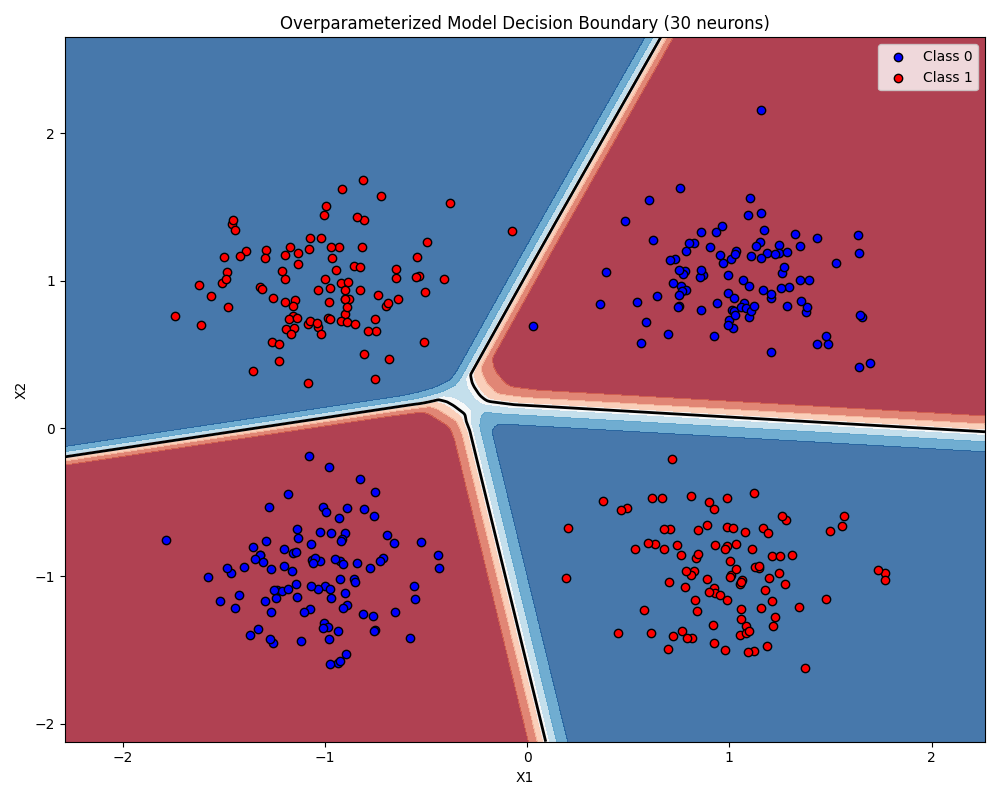 Overparameterized Model Decision Boundary (30 neurons)
Class 0
Class 1
X2
2
1
0
−1
−2
−2
−1
0
1
2
X1